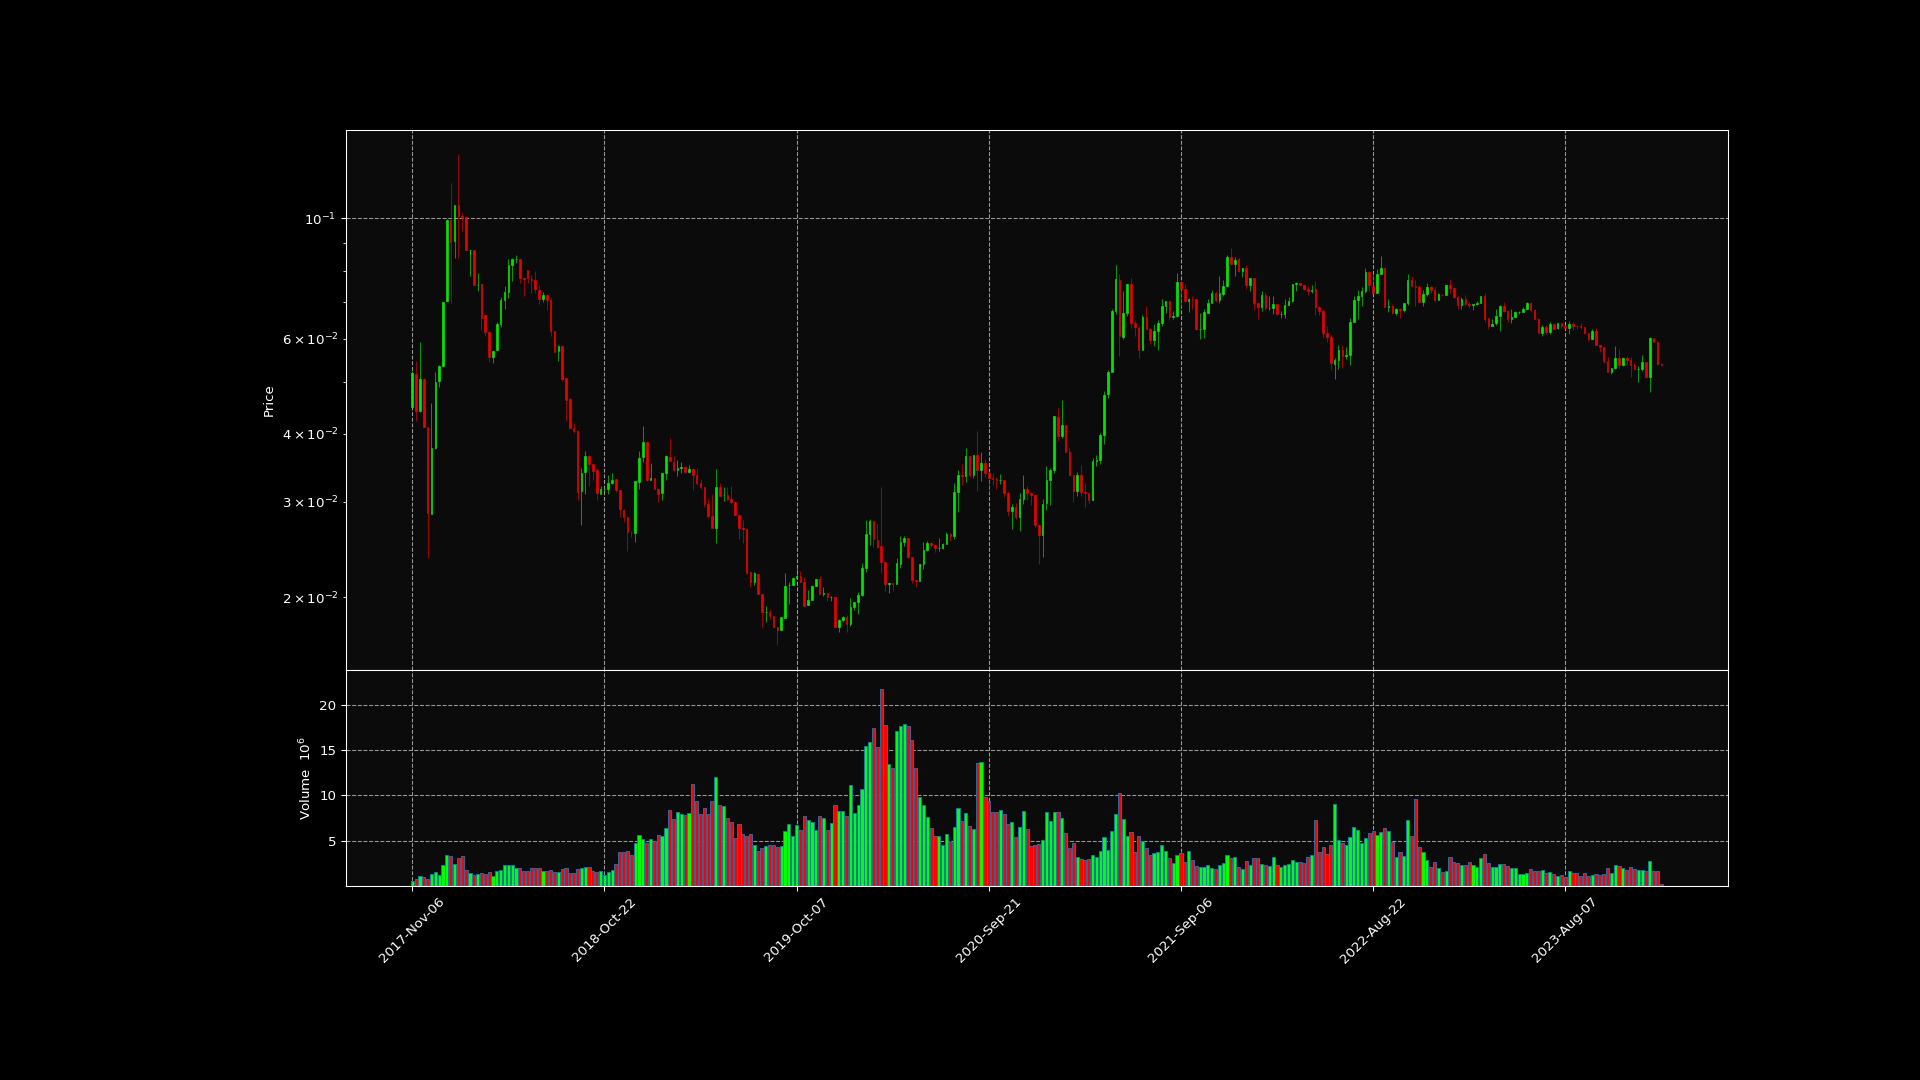 Price
10⁻¹
6 × 10⁻²
4 × 10⁻²
3 × 10⁻²
2 × 10⁻²
Volume 10⁶
20
15
10
5
2017-Nov-06
2018-Oct-22
2019-Oct-07
2020-Sep-21
2021-Sep-06
2022-Aug-22
2023-Aug-07